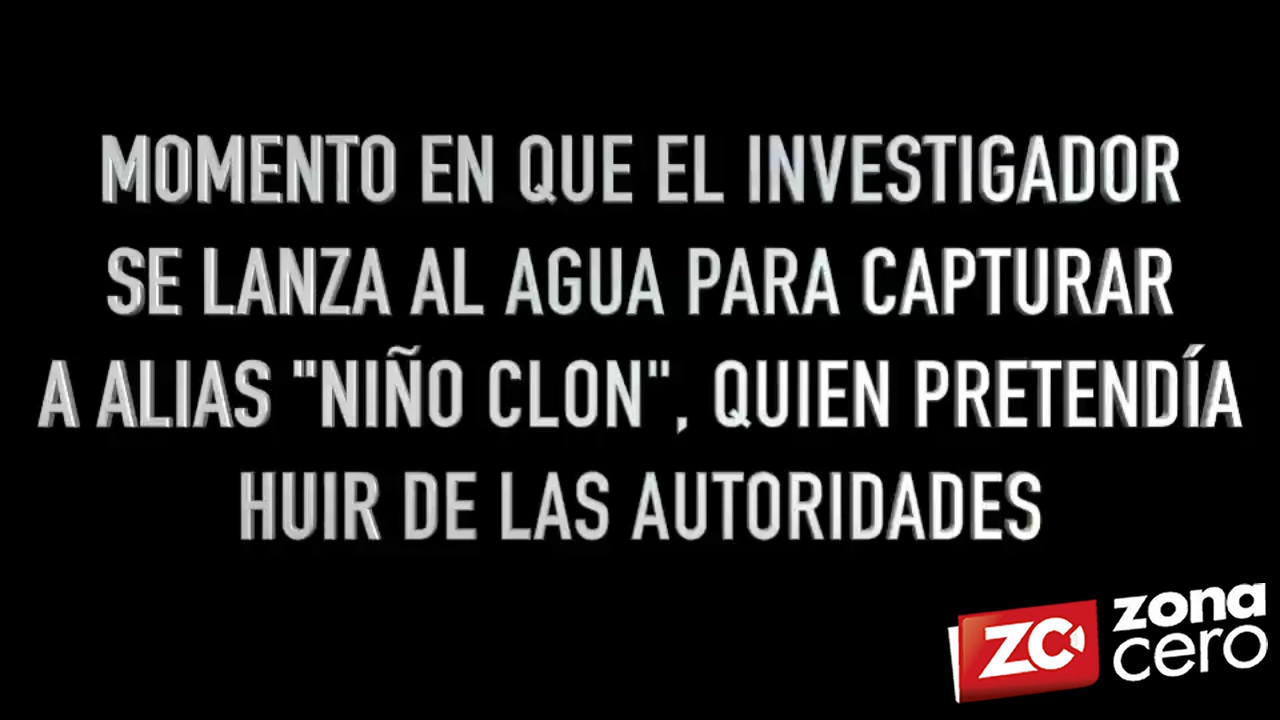 MOMENTO EN QUE EL INVESTIGADOR
SE LANZA AL AGUA PARA CAPTURAR
A ALIAS "NIÑO CLON", QUIEN PRETENDÍA
HUIR DE LAS AUTORIDADES
ZC zona
cero